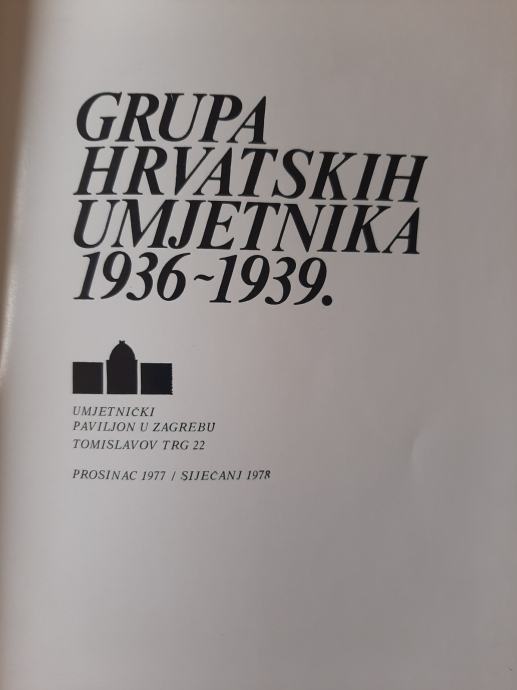 GRUPA
HRVATSKIH
UMJETNIKA
1936~1939.
UMJETNIČKI
PAVILJON U ZAGREBU
TOMISLAVOV TRG 22
PROSINAC 1977 / SIJEČANJ 1978